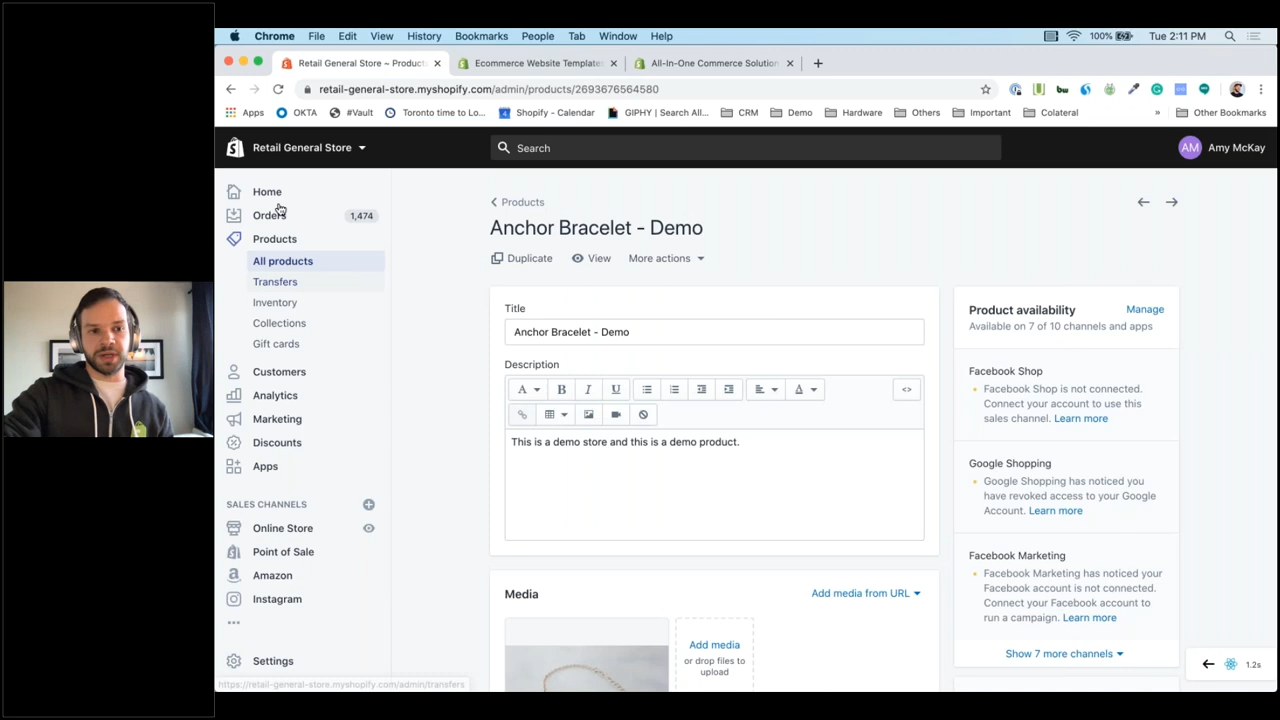 Chrome File Edit View History Bookmarks People Tab Window Help 100% Tue 2:11 PM
Retail General Store ~ Products Ecommerce Website Templates All-In-One Commerce Solution
retail-general-store.myshopify.com/admin/products/2693676564580
Apps OKTA #Vault Toronto time to Lo... Shopify - Calendar GIPHY | Search All... CRM Demo Hardware Others Important Colateral » Other Bookmarks
Retail General Store Search AM Amy McKay
Home
Orders 1,474
Products
All products
Transfers
Inventory
Collections
Gift cards
Customers
Analytics
Marketing
Discounts
Apps
SALES CHANNELS
Online Store
Point of Sale
Amazon
Instagram
Settings
https://retail-general-store.myshopify.com/admin/transfers
Products
Anchor Bracelet - Demo
Duplicate View More actions
Title
Anchor Bracelet - Demo
Description
A B I U A <>
This is a demo store and this is a demo product.
Media Add media from URL
Add media
or drop files to
upload
Product availability Manage
Available on 7 of 10 channels and apps
Facebook Shop
Facebook Shop is not connected.
Connect your account to use this
sales channel. Learn more
Google Shopping
Google Shopping has noticed you
have revoked access to your Google
Account. Learn more
Facebook Marketing
Facebook Marketing has noticed your
Facebook account is not connected.
Connect your Facebook account to
run a campaign. Learn more
Show 7 more channels
1.2s